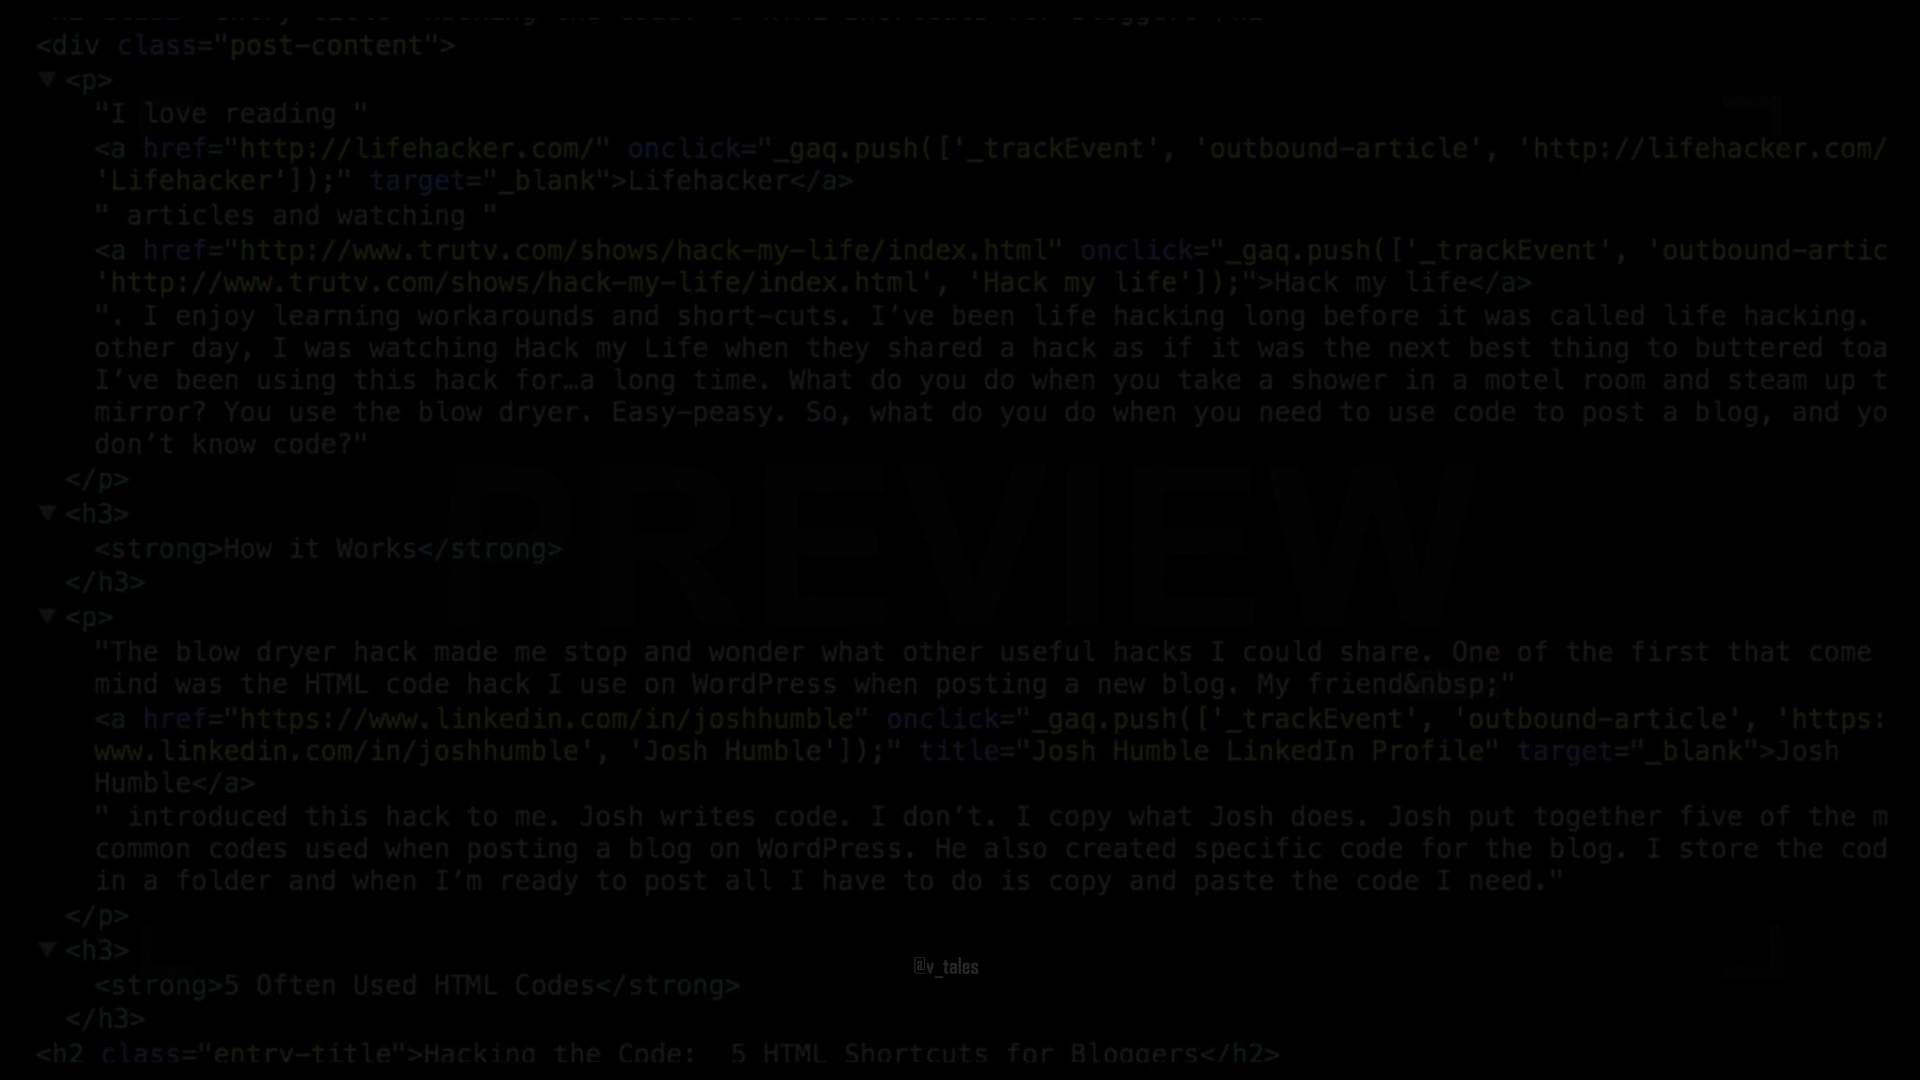 <h2 class="entry-title">Hacking the Code:  5 HTML Shortcuts for Bloggers</h2>
<div class="post-content">
▼ <p>
"I love reading "
<a href="http://lifehacker.com/" onclick="_gaq.push(['_trackEvent', 'outbound-article', 'http://lifehacker.com/
'Lifehacker']);" target="_blank">Lifehacker</a>
" articles and watching "
<a href="http://www.trutv.com/shows/hack-my-life/index.html" onclick="_gaq.push(['_trackEvent', 'outbound-artic
'http://www.trutv.com/shows/hack-my-life/index.html', 'Hack my life']);">Hack my life</a>
". I enjoy learning workarounds and short-cuts. I’ve been life hacking long before it was called life hacking.
other day, I was watching Hack my Life when they shared a hack as if it was the next best thing to buttered toa
I’ve been using this hack for…a long time. What do you do when you take a shower in a motel room and steam up t
mirror? You use the blow dryer. Easy-peasy. So, what do you do when you need to use code to post a blog, and yo
don’t know code?"
</p>
PREVIEW
▼ <h3>
<strong>How it Works</strong>
</h3>
▼ <p>
"The blow dryer hack made me stop and wonder what other useful hacks I could share. One of the first that come
mind was the HTML code hack I use on WordPress when posting a new blog. My friend&nbsp;"
<a href="https://www.linkedin.com/in/joshhumble" onclick="_gaq.push(['_trackEvent', 'outbound-article', 'https:
www.linkedin.com/in/joshhumble', 'Josh Humble']);" title="Josh Humble LinkedIn Profile" target="_blank">Josh
Humble</a>
" introduced this hack to me. Josh writes code. I don’t. I copy what Josh does. Josh put together five of the m
common codes used when posting a blog on WordPress. He also created specific code for the blog. I store the cod
in a folder and when I’m ready to post all I have to do is copy and paste the code I need."
</p>
▼ <h3>
@v_tales
<strong>5 Often Used HTML Codes</strong>
</h3>
<h2 class="entry-title">Hacking the Code:  5 HTML Shortcuts for Bloggers</h2>